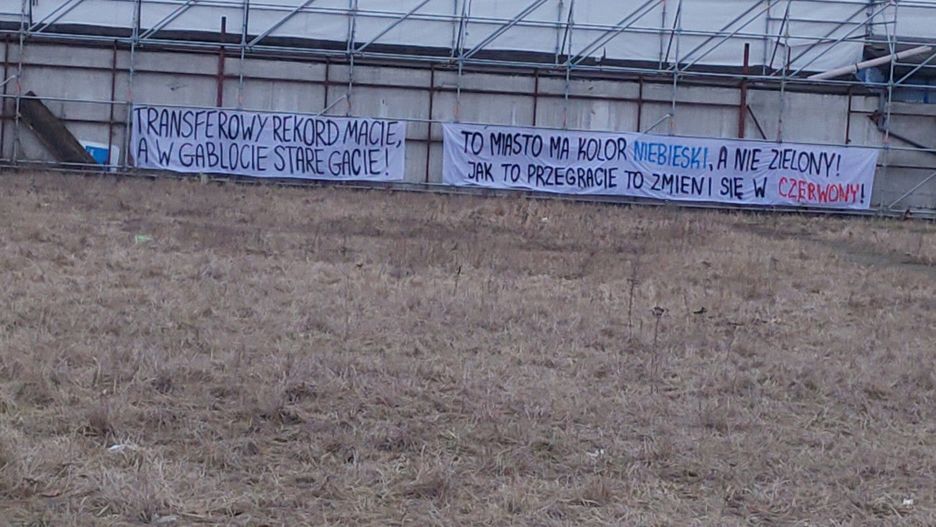 TRANSFEROWY REKORD MACIE,
A W GABLOCIE STARE GACIE!
TO MIASTO MA KOLOR NIEBIESKI, A NIE ZIELONY!
JAK TO PRZEGRACIE TO ZMIENI SIĘ W CZERWONY!